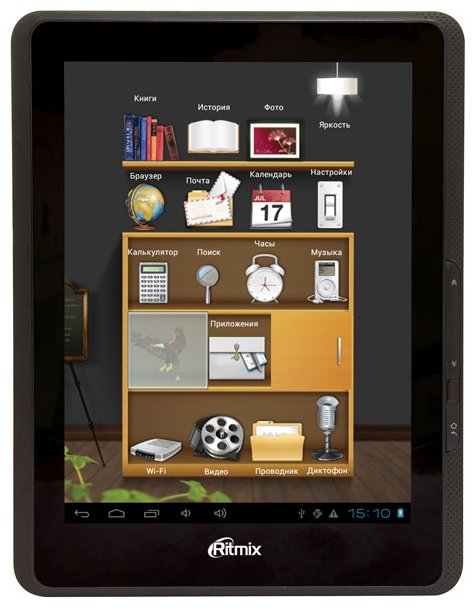 Книги
История
Фото
Яркость
Браузер
Почта
Календарь
Настройки
JUL
17
Калькулятор
Поиск
Часы
Музыка
Приложения
Wi-Fi
Видео
Проводник
Диктофон
15:10
Ritmix